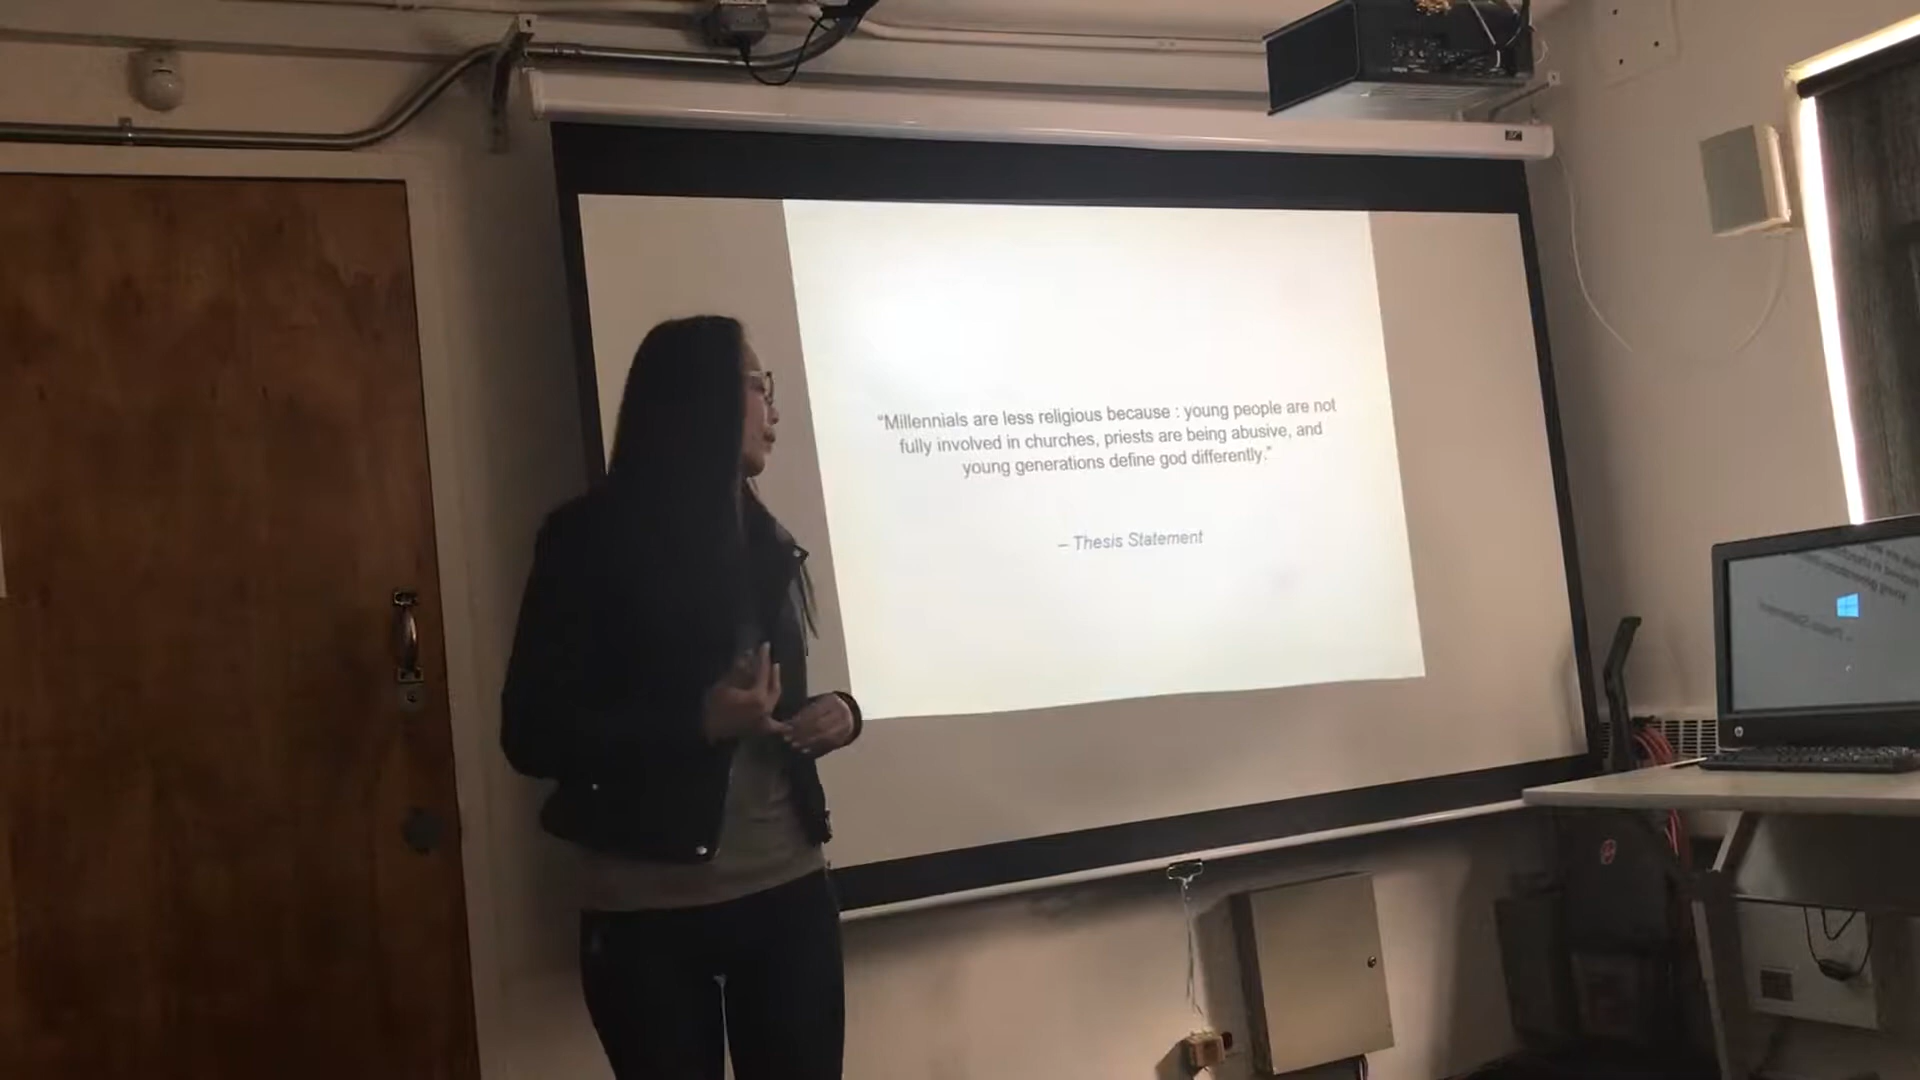 “Millennials are less religious because : young people are not
fully involved in churches, priests are being abusive, and
young generations define god differently.”
– Thesis Statement